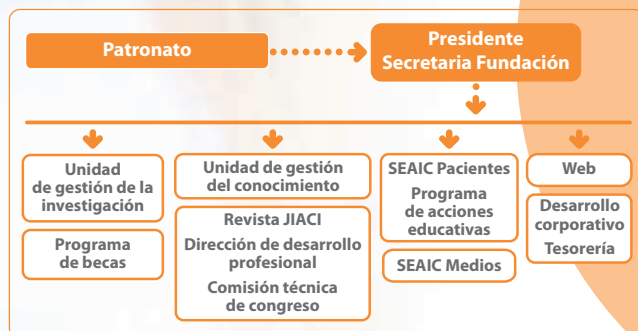 Patronato
Presidente
Secretaria Fundación
Unidad
de gestión de la
investigación
Programa
de becas
Unidad de gestión
del conocimiento
Revista JIACI
Dirección de desarrollo
profesional
Comisión técnica
de congreso
SEAIC Pacientes
Programa
de acciones
educativas
SEAIC Medios
Web
Desarrollo
corporativo
Tesorería